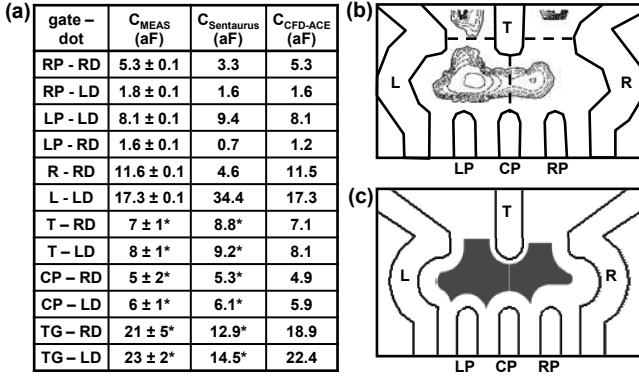 (a)
gate – dot C_MEAS (aF) C_Sentaurus (aF) C_CFD-ACE (aF)
RP - RD 5.3 ± 0.1 3.3 5.3
RP - LD 1.8 ± 0.1 1.6 1.6
LP - LD 8.1 ± 0.1 9.4 8.1
LP - RD 1.6 ± 0.1 0.7 1.2
R - RD 11.6 ± 0.1 4.6 11.5
L - LD 17.3 ± 0.1 34.4 17.3
T – RD 7 ± 1* 8.8* 7.1
T – LD 8 ± 1* 9.2* 8.1
CP – RD 5 ± 2* 5.3* 4.9
CP – LD 6 ± 1* 6.1* 5.9
TG – RD 21 ± 5* 12.9* 18.9
TG – LD 23 ± 2* 14.5* 22.4
(b)
T
L R
LP CP RP
(c)
T
L R
LP CP RP